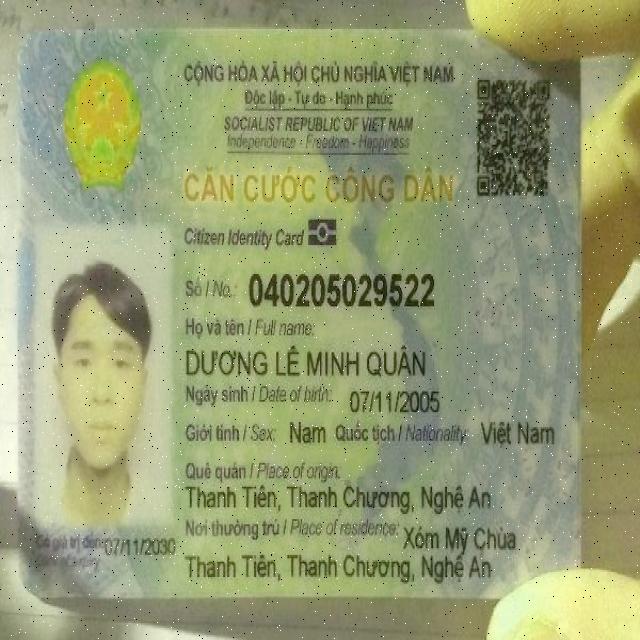 CỘNG HÒA XÃ HỘI CHỦ NGHĨA VIỆT NAM
Độc lập - Tự do - Hạnh phúc
SOCIALIST REPUBLIC OF VIET NAM
Independence - Freedom - Happiness
CĂN CƯỚC CÔNG DÂN
Citizen Identity Card
Số / No.: 040205029522
Họ và tên / Full name:
DƯƠNG LÊ MINH QUÂN
Ngày sinh / Date of birth: 07/11/2005
Giới tính / Sex: Nam Quốc tịch / Nationality: Việt Nam
Quê quán / Place of origin:
Thanh Tiên, Thanh Chương, Nghệ An
Nơi thường trú / Place of residence: Xóm Mỹ Chùa
Thanh Tiên, Thanh Chương, Nghệ An
Có giá trị đến: 07/11/2030